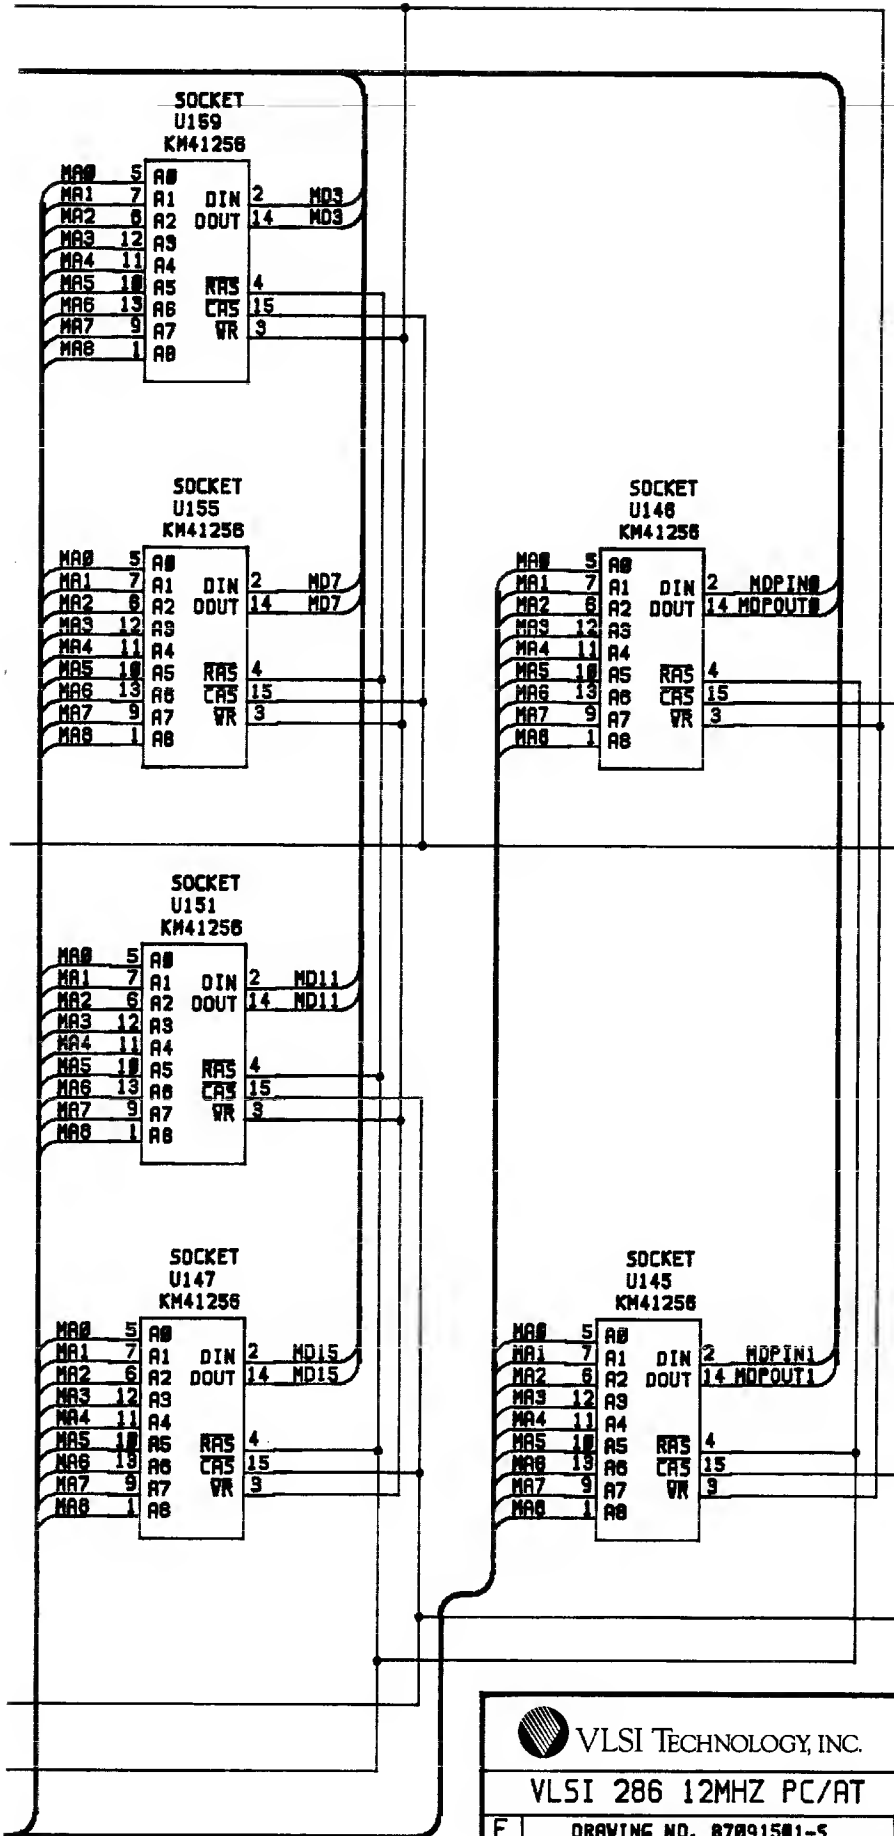 SOCKET
U159
KM41256
MA0 5 A0
MA1 7 A1 DIN 2 MD3
MA2 6 A2 DOUT 14 MD3
MA3 12 A3
MA4 11 A4
MA5 10 A5 RAS 4
MA6 13 A6 CAS 15
MA7 9 A7 WR 3
MA8 1 A8
SOCKET
U155
KM41256
MA0 5 A0
MA1 7 A1 DIN 2 MD7
MA2 6 A2 DOUT 14 MD7
MA3 12 A3
MA4 11 A4
MA5 10 A5 RAS 4
MA6 13 A6 CAS 15
MA7 9 A7 WR 3
MA8 1 A8
SOCKET
U146
KM41256
MA0 5 A0
MA1 7 A1 DIN 2 MDPIN0
MA2 6 A2 DOUT 14 MDPOUT0
MA3 12 A3
MA4 11 A4
MA5 10 A5 RAS 4
MA6 13 A6 CAS 15
MA7 9 A7 WR 3
MA8 1 A8
SOCKET
U151
KM41256
MA0 5 A0
MA1 7 A1 DIN 2 MD11
MA2 6 A2 DOUT 14 MD11
MA3 12 A3
MA4 11 A4
MA5 10 A5 RAS 4
MA6 13 A6 CAS 15
MA7 9 A7 WR 3
MA8 1 A8
SOCKET
U147
KM41256
MA0 5 A0
MA1 7 A1 DIN 2 MD15
MA2 6 A2 DOUT 14 MD15
MA3 12 A3
MA4 11 A4
MA5 10 A5 RAS 4
MA6 13 A6 CAS 15
MA7 9 A7 WR 3
MA8 1 A8
SOCKET
U145
KM41256
MA0 5 A0
MA1 7 A1 DIN 2 MDPIN1
MA2 6 A2 DOUT 14 MDPOUT1
MA3 12 A3
MA4 11 A4
MA5 10 A5 RAS 4
MA6 13 A6 CAS 15
MA7 9 A7 WR 3
MA8 1 A8
VLSI TECHNOLOGY, INC.
VLSI 286 12MHZ PC/AT
DRAWING NO. 87091501-S